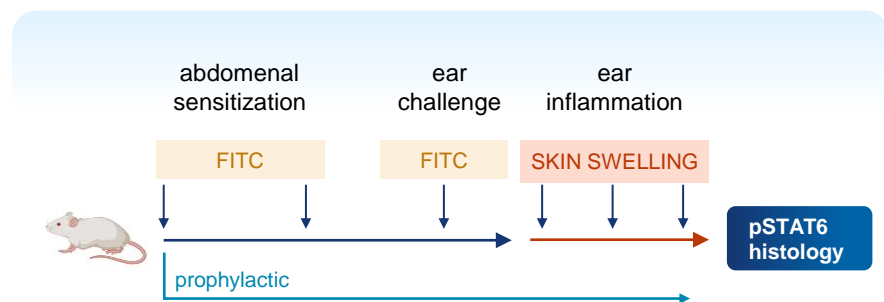 abdomenal
sensitization
ear
challenge
ear
inflammation
FITC
FITC
SKIN SWELLING
pSTAT6
histology
prophylactic